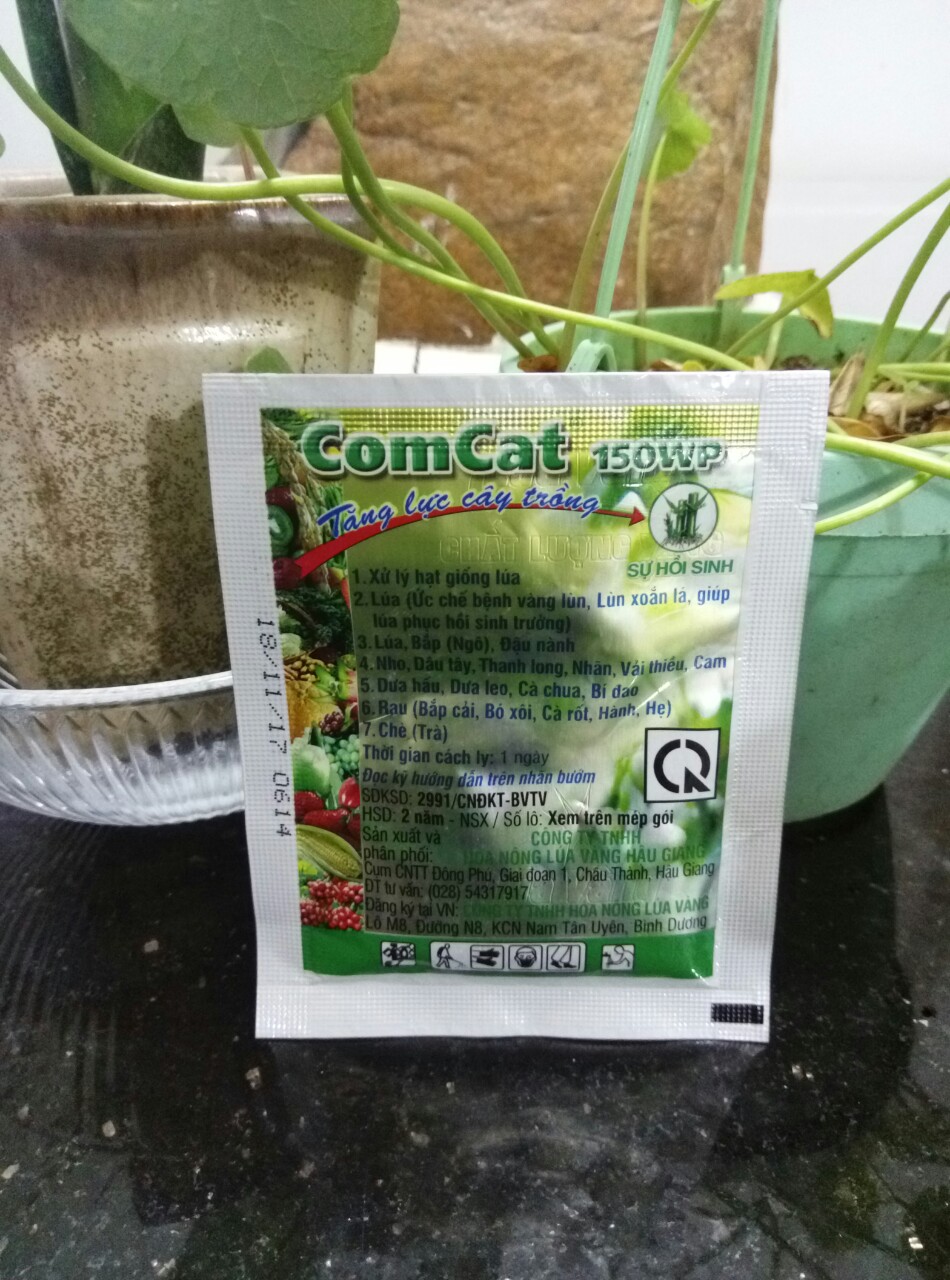 ComCat 150WP
Tăng lực cây trồng
CHẤT LƯỢNG
SỰ HỒI SINH
1. Xử lý hạt giống lúa
2. Lúa (Ức chế bệnh vàng lùn, Lùn xoắn lá, giúp
lúa phục hồi sinh trưởng)
3. Lúa, Bắp (Ngô), Đậu nành
4. Nho, Dâu tây, Thanh long, Nhãn, Vải thiều, Cam
5. Dưa hấu, Dưa leo, Cà chua, Bí đao
6. Rau (Bắp cải, Bó xôi, Cà rốt, Hành, Hẹ)
7. Chè (Trà)
Thời gian cách ly: 1 ngày
Đọc kỹ hướng dẫn trên nhãn bướm
SĐKSD: 2991/CNĐKT-BVTV
HSD: 2 năm - NSX / Số lô: Xem trên mép gói
Sản xuất và CÔNG TY TNHH
phân phối: HÓA NÔNG LÚA VÀNG HẬU GIANG
Cụm CNTT Đông Phú, Giai đoạn 1, Châu Thành, Hậu Giang
ĐT tư vấn: (028) 54317917
Đăng ký tại VN: CÔNG TY TNHH HÓA NÔNG LÚA VÀNG
Lô M8, Đường N8, KCN Nam Tân Uyên, Bình Dương
18/11/17 0614